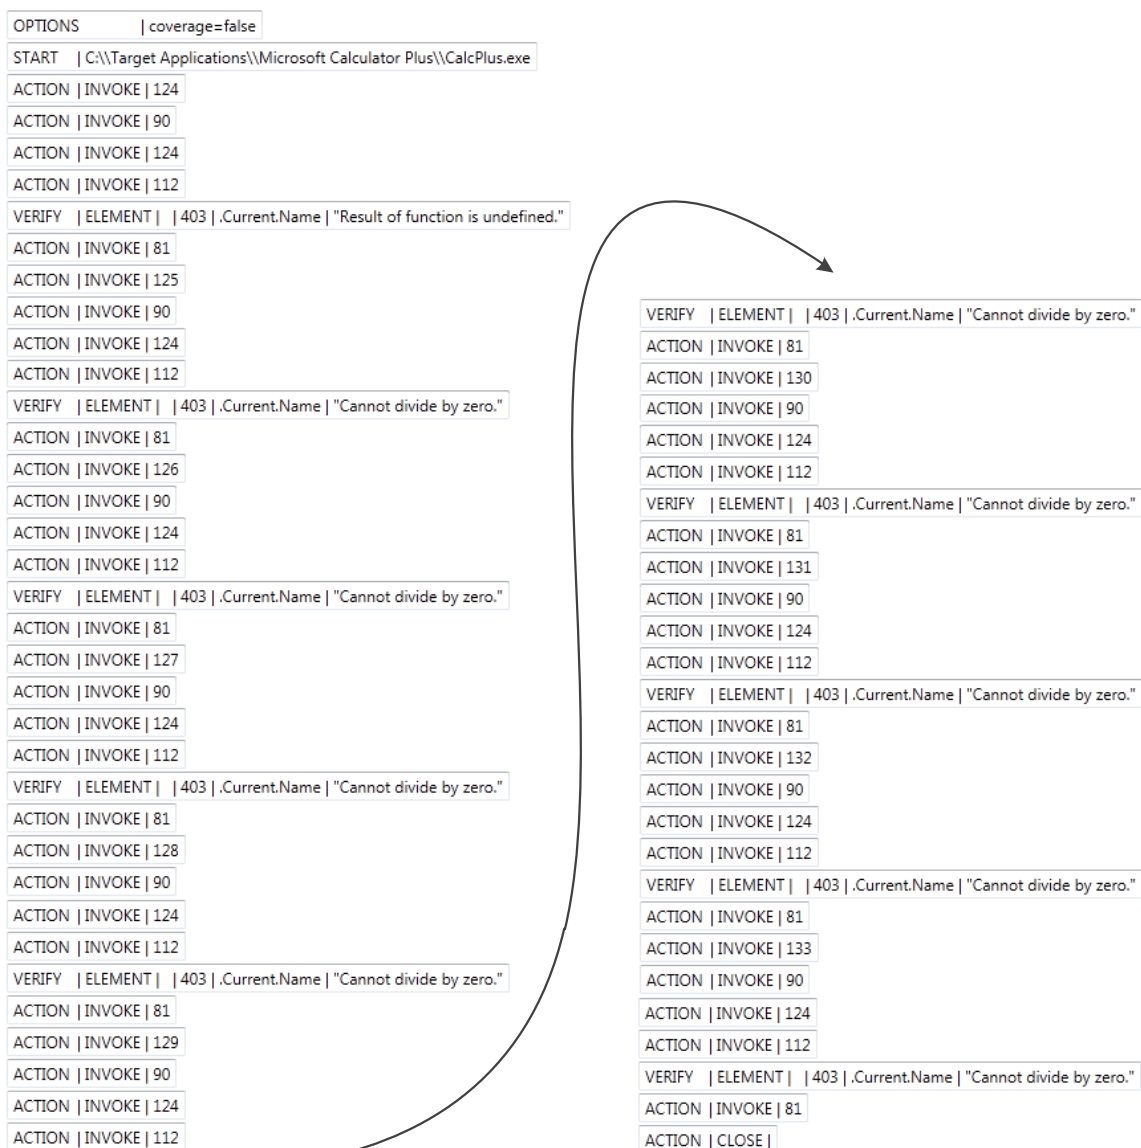 OPTIONS | coverage=false
START | C:\\Target Applications\\Microsoft Calculator Plus\\CalcPlus.exe
ACTION | INVOKE | 124
ACTION | INVOKE | 90
ACTION | INVOKE | 124
ACTION | INVOKE | 112
VERIFY | ELEMENT | | 403 | .Current.Name | "Result of function is undefined."
ACTION | INVOKE | 81
ACTION | INVOKE | 125
ACTION | INVOKE | 90
ACTION | INVOKE | 124
ACTION | INVOKE | 112
VERIFY | ELEMENT | | 403 | .Current.Name | "Cannot divide by zero."
ACTION | INVOKE | 81
ACTION | INVOKE | 126
ACTION | INVOKE | 90
ACTION | INVOKE | 124
ACTION | INVOKE | 112
VERIFY | ELEMENT | | 403 | .Current.Name | "Cannot divide by zero."
ACTION | INVOKE | 81
ACTION | INVOKE | 127
ACTION | INVOKE | 90
ACTION | INVOKE | 124
ACTION | INVOKE | 112
VERIFY | ELEMENT | | 403 | .Current.Name | "Cannot divide by zero."
ACTION | INVOKE | 81
ACTION | INVOKE | 128
ACTION | INVOKE | 90
ACTION | INVOKE | 124
ACTION | INVOKE | 112
VERIFY | ELEMENT | | 403 | .Current.Name | "Cannot divide by zero."
ACTION | INVOKE | 81
ACTION | INVOKE | 129
ACTION | INVOKE | 90
ACTION | INVOKE | 124
ACTION | INVOKE | 112
VERIFY | ELEMENT | | 403 | .Current.Name | "Cannot divide by zero."
ACTION | INVOKE | 81
ACTION | INVOKE | 130
ACTION | INVOKE | 90
ACTION | INVOKE | 124
ACTION | INVOKE | 112
VERIFY | ELEMENT | | 403 | .Current.Name | "Cannot divide by zero."
ACTION | INVOKE | 81
ACTION | INVOKE | 131
ACTION | INVOKE | 90
ACTION | INVOKE | 124
ACTION | INVOKE | 112
VERIFY | ELEMENT | | 403 | .Current.Name | "Cannot divide by zero."
ACTION | INVOKE | 81
ACTION | INVOKE | 132
ACTION | INVOKE | 90
ACTION | INVOKE | 124
ACTION | INVOKE | 112
VERIFY | ELEMENT | | 403 | .Current.Name | "Cannot divide by zero."
ACTION | INVOKE | 81
ACTION | INVOKE | 133
ACTION | INVOKE | 90
ACTION | INVOKE | 124
ACTION | INVOKE | 112
VERIFY | ELEMENT | | 403 | .Current.Name | "Cannot divide by zero."
ACTION | INVOKE | 81
ACTION | CLOSE |